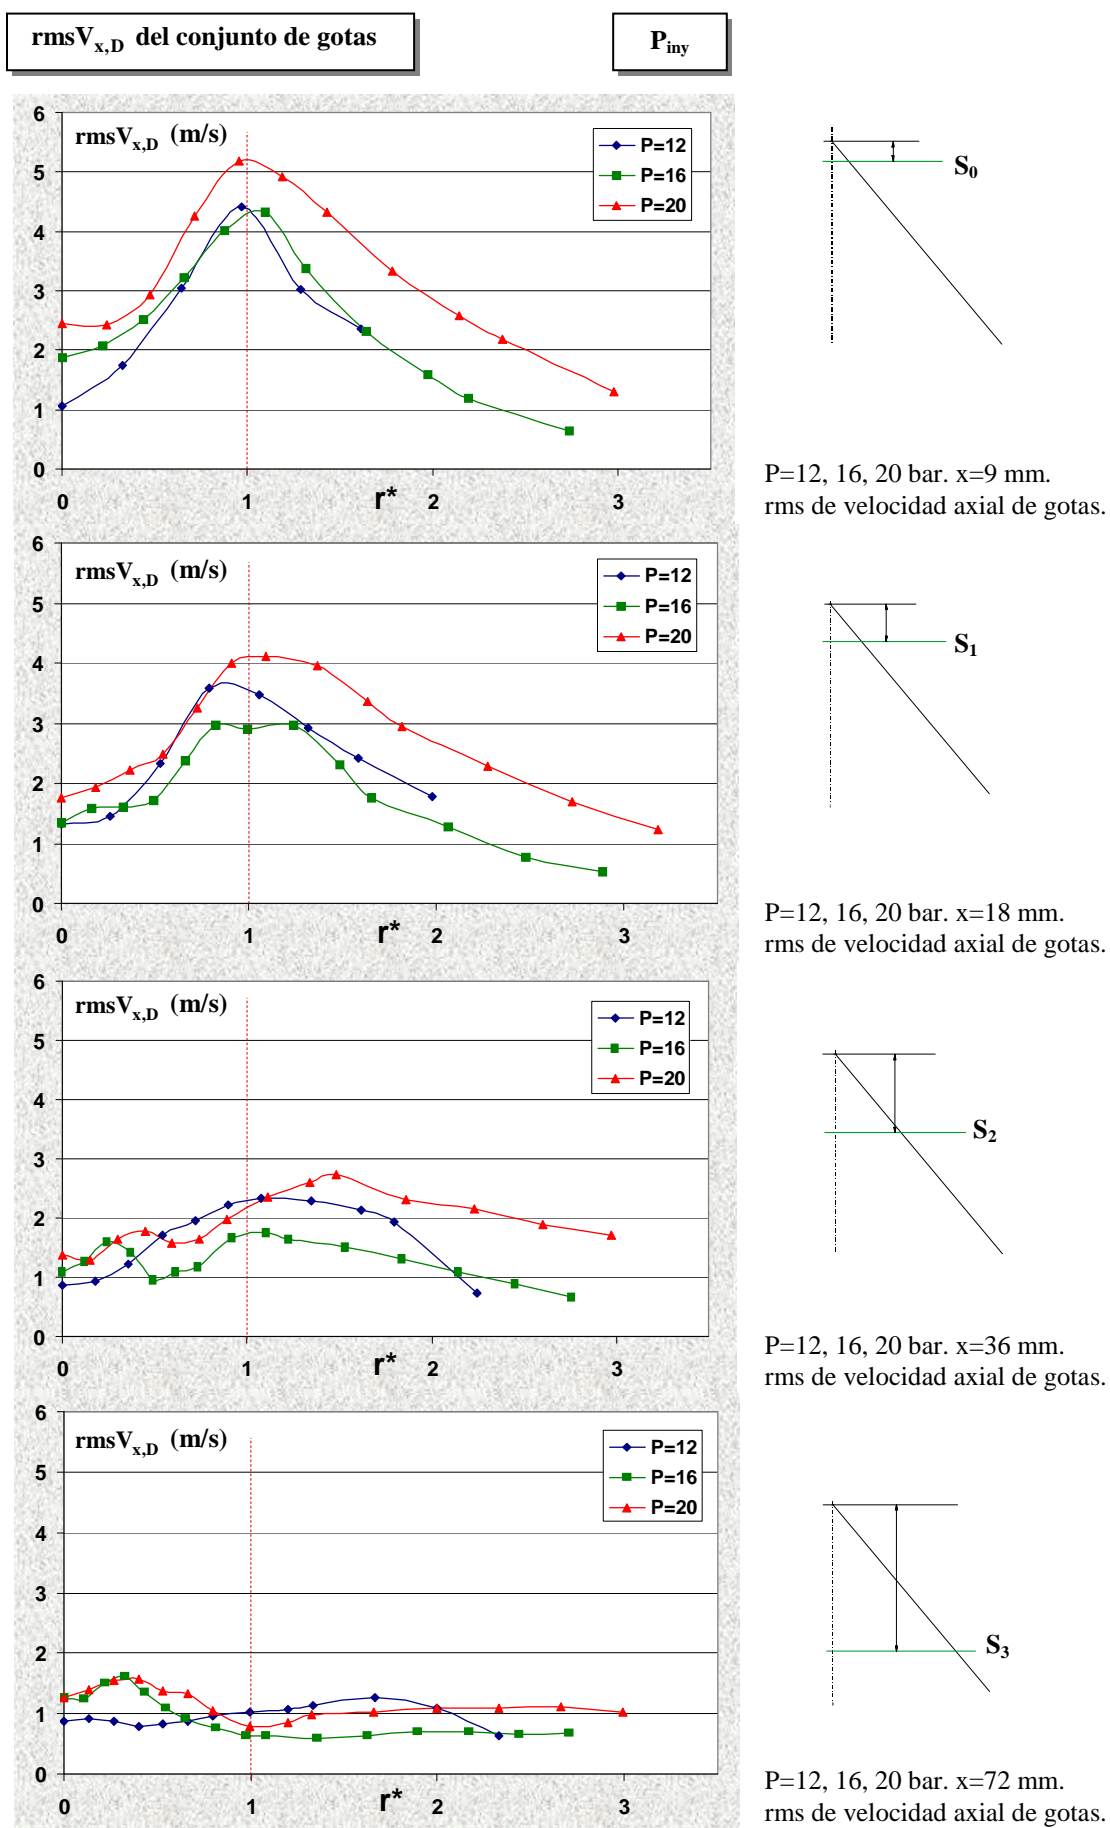 rmsVx,D del conjunto de gotas
Piny
rmsVx,D (m/s)
P=12
P=16
P=20
6
5
4
3
2
1
0
0 1 2 3
r*
S0
P=12, 16, 20 bar. x=9 mm.
rms de velocidad axial de gotas.
rmsVx,D (m/s)
P=12
P=16
P=20
6
5
4
3
2
1
0
0 1 2 3
r*
S1
P=12, 16, 20 bar. x=18 mm.
rms de velocidad axial de gotas.
rmsVx,D (m/s)
P=12
P=16
P=20
6
5
4
3
2
1
0
0 1 2 3
r*
S2
P=12, 16, 20 bar. x=36 mm.
rms de velocidad axial de gotas.
rmsVx,D (m/s)
P=12
P=16
P=20
6
5
4
3
2
1
0
0 1 2 3
r*
S3
P=12, 16, 20 bar. x=72 mm.
rms de velocidad axial de gotas.